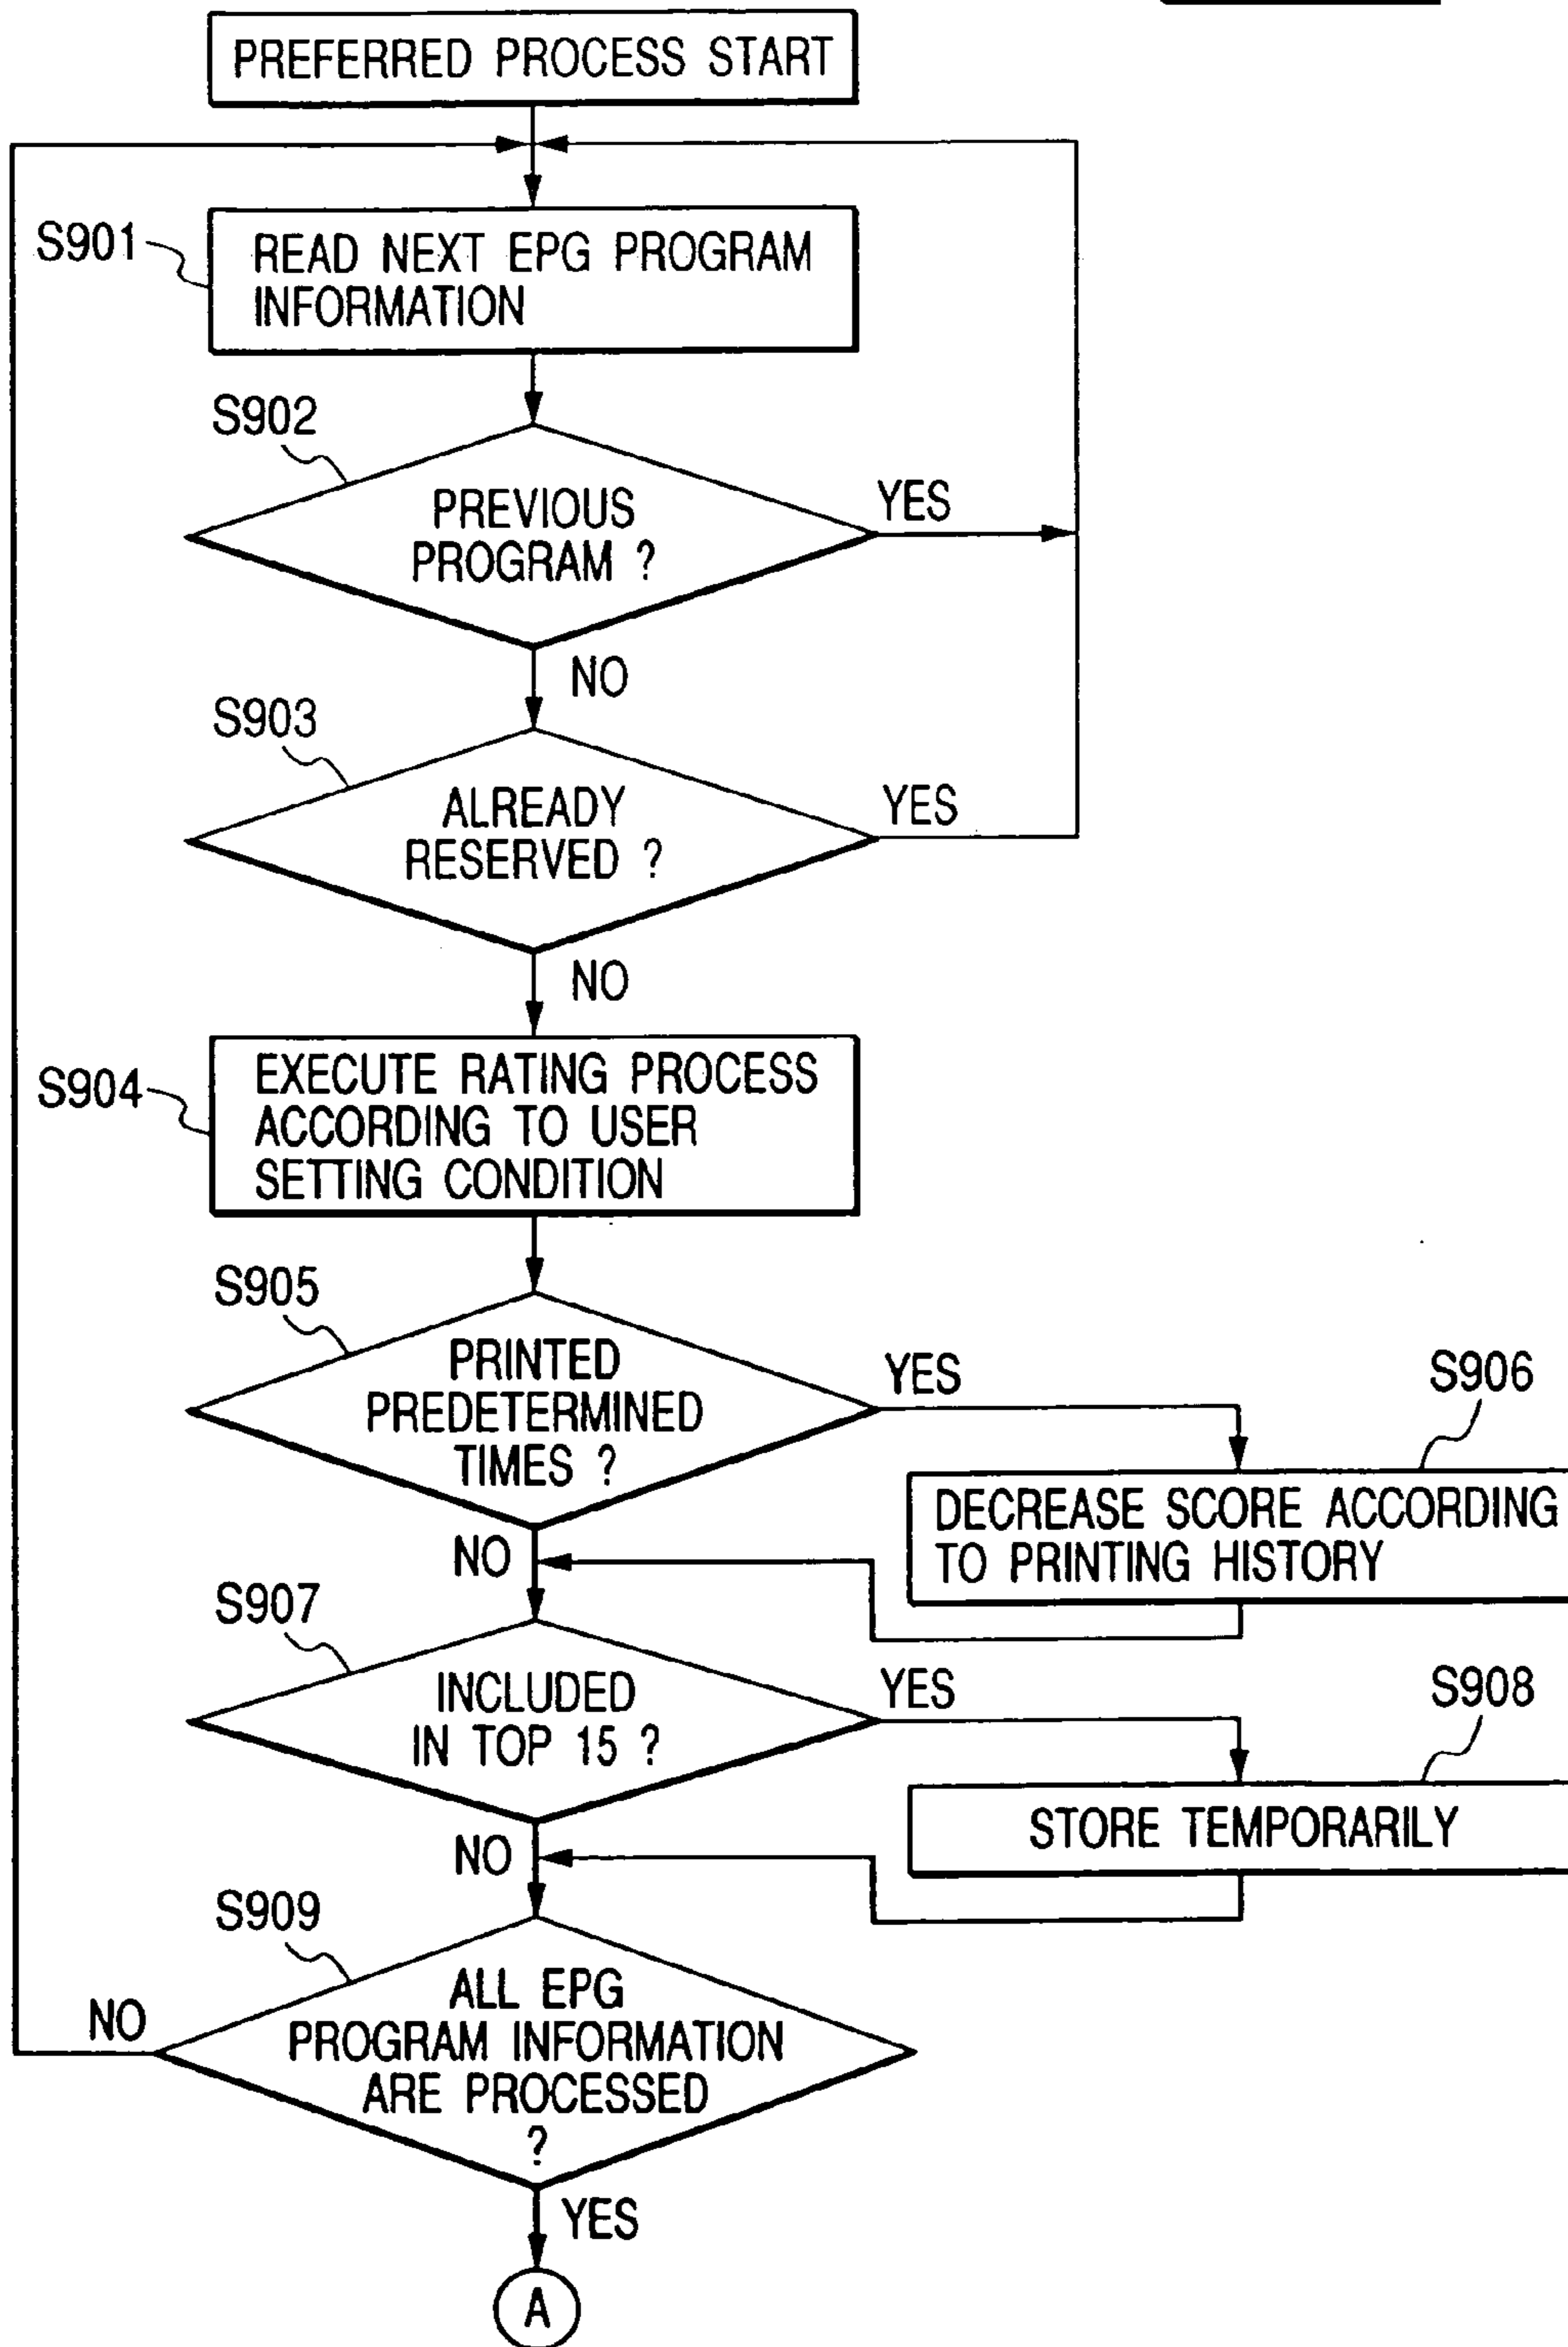 PREFERRED PROCESS START
S901
READ NEXT EPG PROGRAM
INFORMATION
S902
PREVIOUS
PROGRAM ?
YES
NO
S903
ALREADY
RESERVED ?
YES
NO
S904
EXECUTE RATING PROCESS
ACCORDING TO USER
SETTING CONDITION
S905
PRINTED
PREDETERMINED
TIMES ?
YES
S906
DECREASE SCORE ACCORDING
TO PRINTING HISTORY
NO
S907
INCLUDED
IN TOP 15 ?
YES
S908
STORE TEMPORARILY
NO
S909
ALL EPG
PROGRAM INFORMATION
ARE PROCESSED
?
NO
YES
A